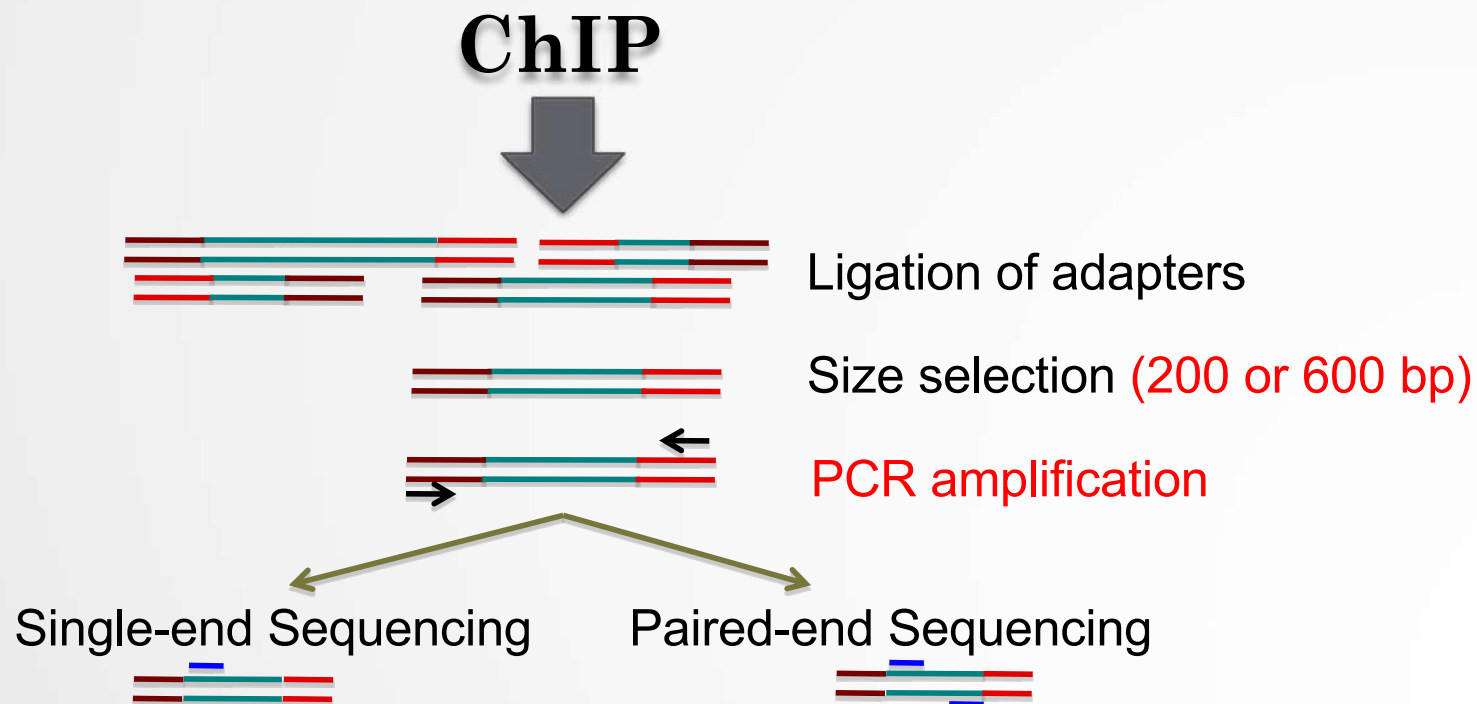 ChIP
Ligation of adapters
Size selection (200 or 600 bp)
PCR amplification
Single-end Sequencing
Paired-end Sequencing